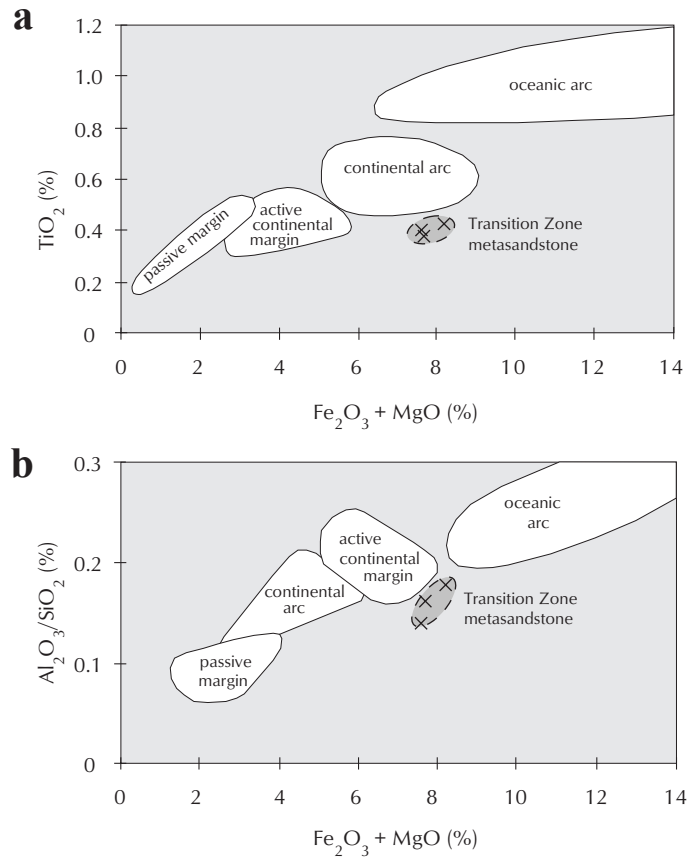 a
1.2
1.0
0.8
0.6
0.4
0.2
0
TiO2 (%)
oceanic arc
continental arc
active
continental
margin
passive margin
Transition Zone
metasandstone
0 2 4 6 8 10 12 14
Fe2O3 + MgO (%)
b
0.3
0.2
0.1
0
Al2O3/SiO2 (%)
oceanic
arc
active
continental
margin
continental
arc
passive
margin
Transition Zone
metasandstone
0 2 4 6 8 10 12 14
Fe2O3 + MgO (%)